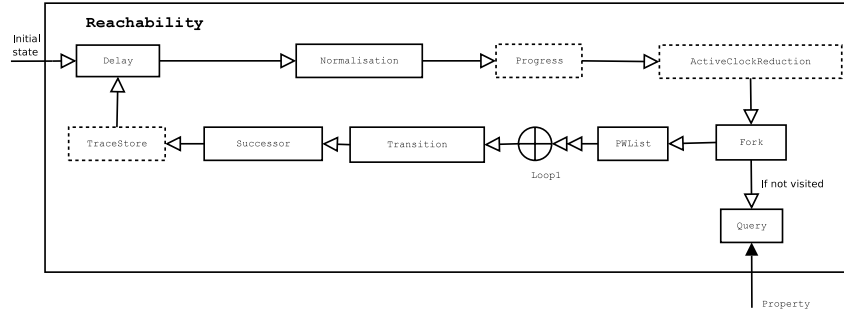 Reachability
Initial
state
Delay
Normalisation
Progress
ActiveClockReduction
TraceStore
Successor
Transition
Loop1
PWList
Fork
If not visited
Query
Property